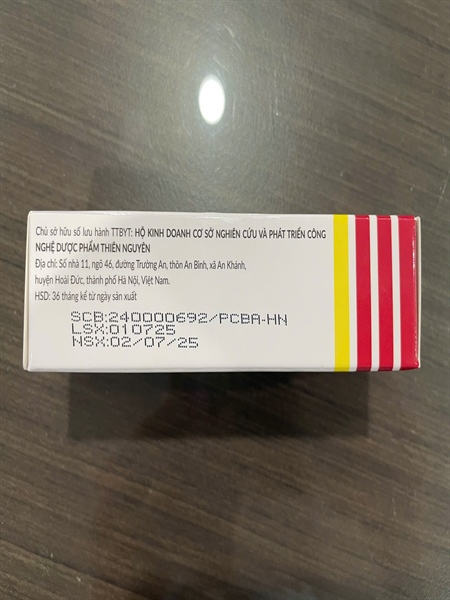 Chủ sở hữu số lưu hành TTBYT: HỘ KINH DOANH CƠ SỞ NGHIÊN CỨU VÀ PHÁT TRIỂN CÔNG
NGHỆ DƯỢC PHẨM THIÊN NGUYÊN
Địa chỉ: Số nhà 11, ngõ 46, đường Trường An, thôn An Bình, xã An Khánh,
huyện Hoài Đức, thành phố Hà Nội, Việt Nam.
HSD: 36 tháng kể từ ngày sản xuất
SCB:240000692/PCBA-HN
LSX:010725
NSX:02/07/25